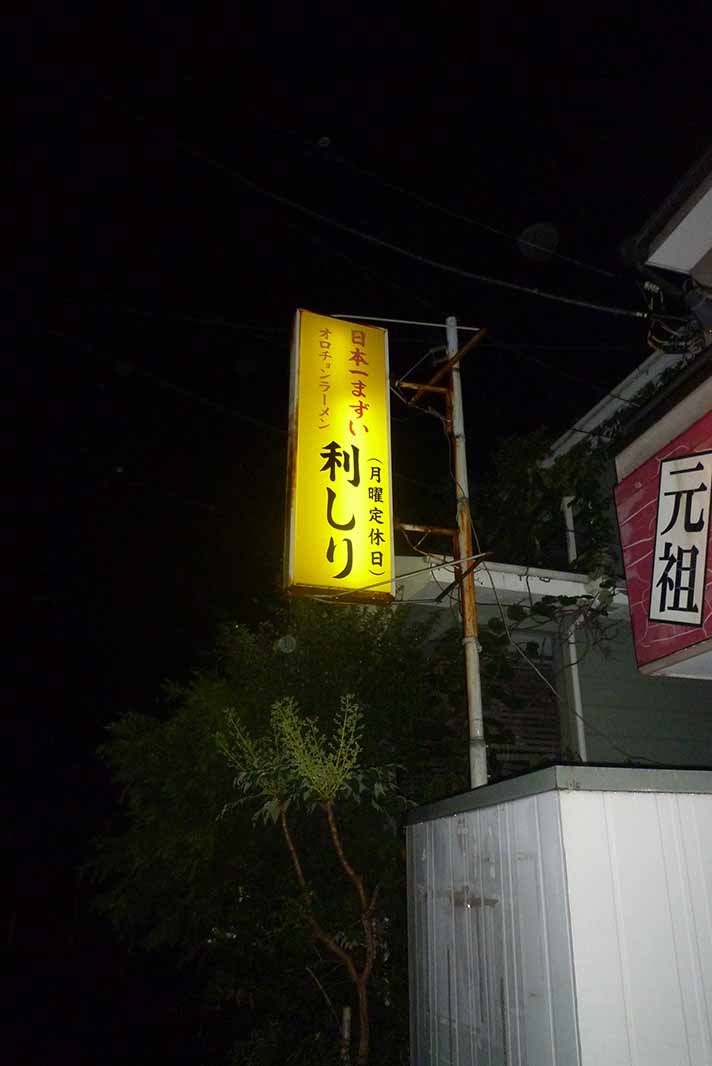 日本一まずい
オロチョンラーメン
利しり
(月曜定休日)
元祖